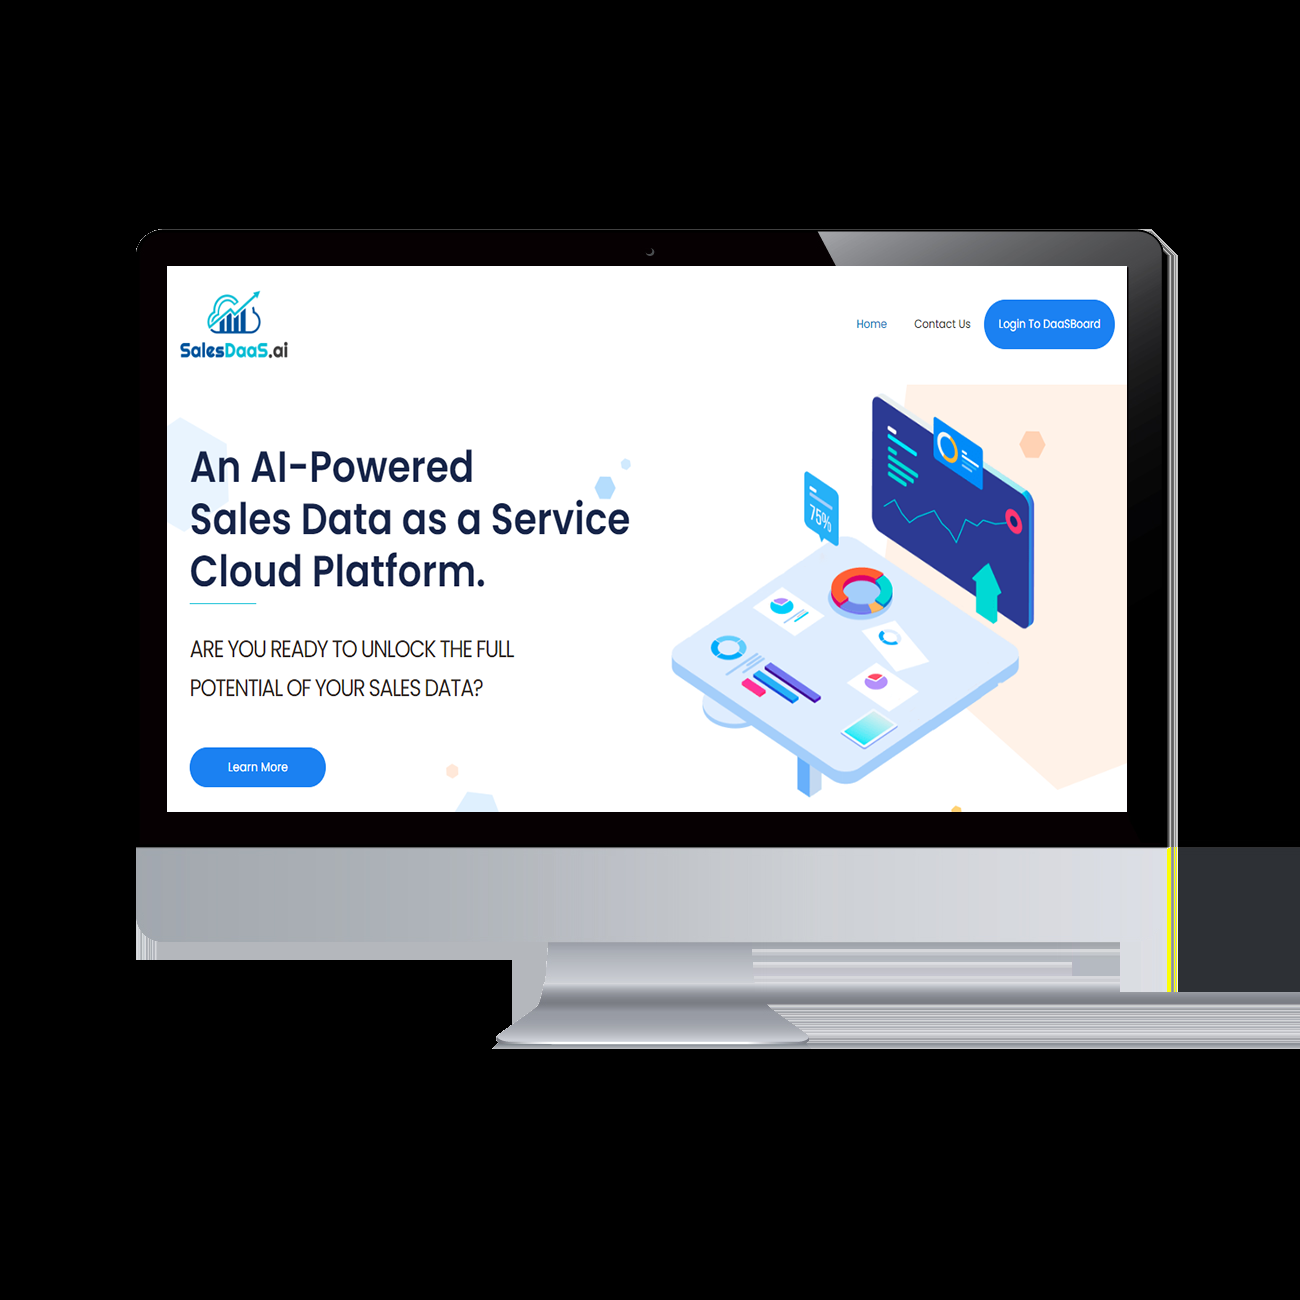 SalesDaaS.ai
Home
Contact Us
Login To DaaSBoard
An AI-Powered
Sales Data as a Service
Cloud Platform.
75%
ARE YOU READY TO UNLOCK THE FULL
POTENTIAL OF YOUR SALES DATA?
Learn More